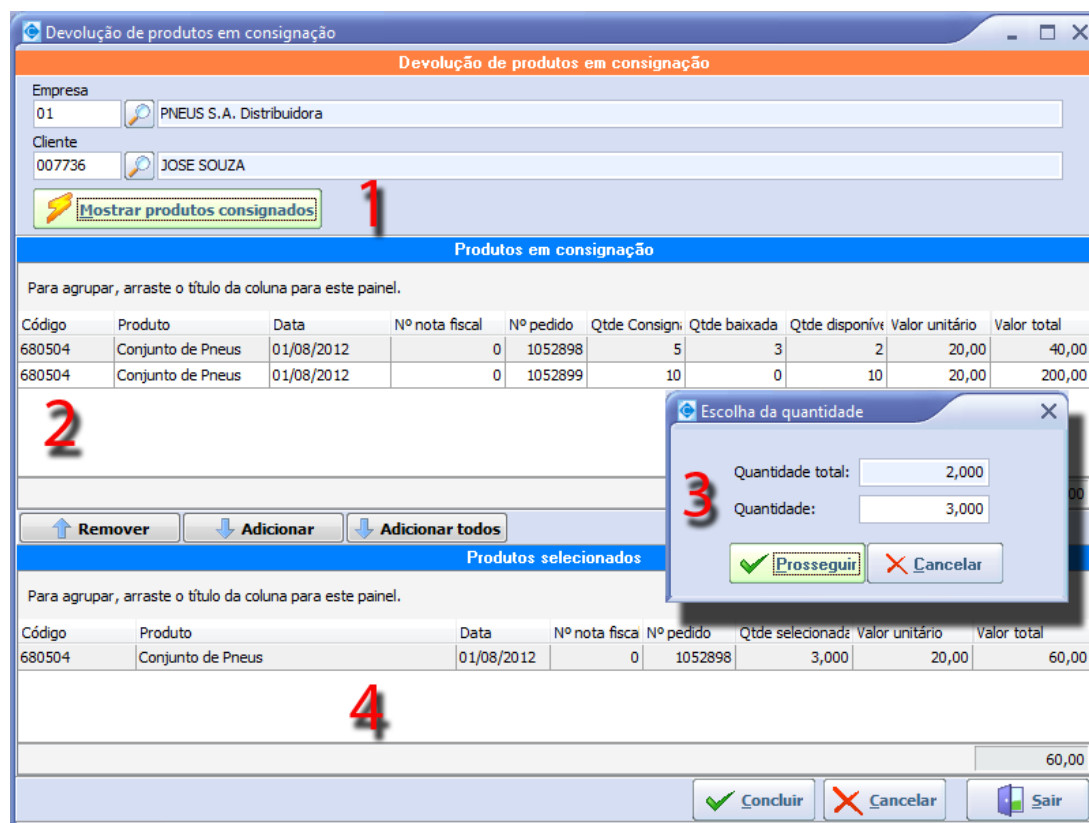 Devolução de produtos em consignação
Devolução de produtos em consignação
Empresa
01 PNEUS S.A. Distribuidora
Cliente
007736 JOSE SOUZA
Mostrar produtos consignados 1
Produtos em consignação
Para agrupar, arraste o título da coluna para este painel.
Código Produto Data Nº nota fiscal Nº pedido Qtde Consign Qtde baixada Qtde disponíve Valor unitário Valor total
680504 Conjunto de Pneus 01/08/2012 0 1052898 5 3 2 20,00 40,00
680504 Conjunto de Pneus 01/08/2012 0 1052899 10 0 10 20,00 200,00
2
Escolha da quantidade
3
Quantidade total: 2,000
Quantidade: 3,000
Prosseguir Cancelar
00
Remover Adicionar Adicionar todos
Produtos selecionados
Para agrupar, arraste o título da coluna para este painel.
Código Produto Data Nº nota fisca Nº pedido Qtde selecionada Valor unitário Valor total
680504 Conjunto de Pneus 01/08/2012 0 1052898 3,000 20,00 60,00
4
60,00
Concluir Cancelar Sair